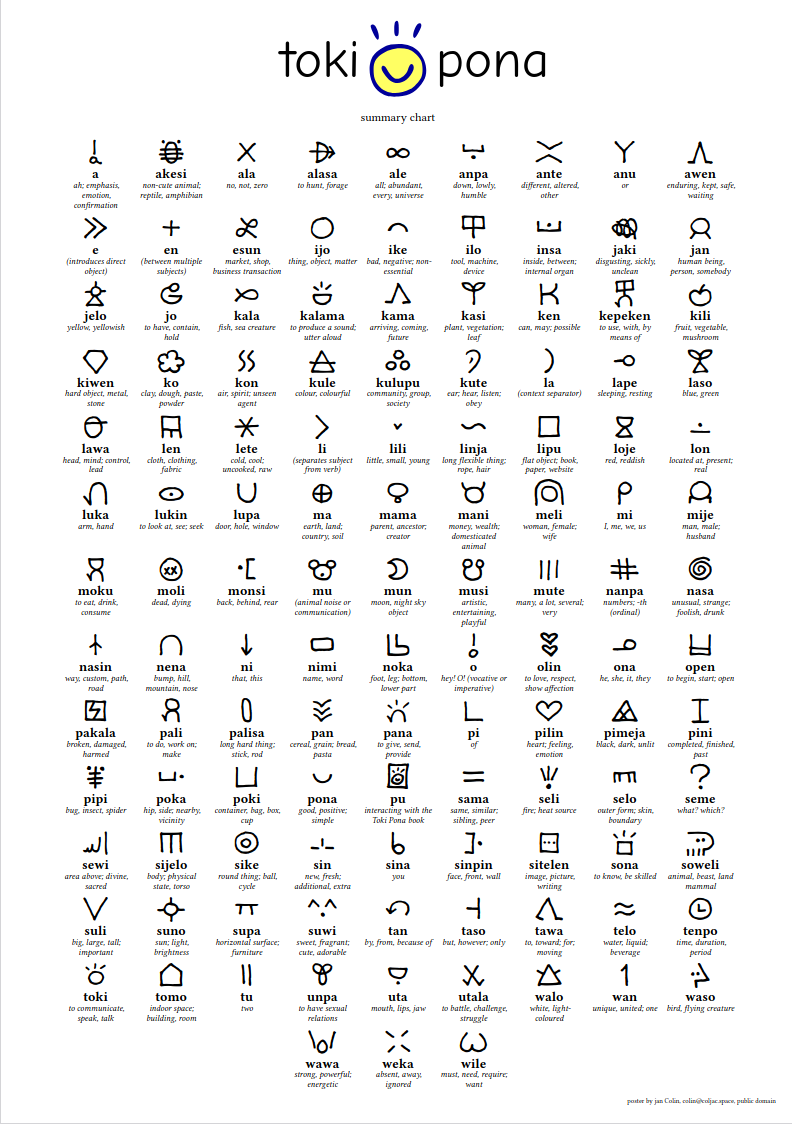 toki pona
summary chart
a akesi ala alasa ale anpa ante anu awen
ah; emphasis, non-cute animal; no, not, zero to hunt, forage all; abundant, down, lowly, different, altered, or enduring, kept, safe,
emotion, reptile, amphibian every, universe humble other waiting
confirmation
e en esun ijo ike ilo insa jaki jan
(introduces direct (between multiple market, shop, thing, object, matter bad, negative; non- tool, machine, inside, between; disgusting, sickly, human being,
object) subjects) business transaction essential device internal organ unclean person, somebody
jelo jo kala kalama kama kasi ken kepeken kili
yellow, yellowish to have, contain, fish, sea creature to produce a sound; arriving, coming, plant, vegetation; can, may; possible to use, with, by fruit, vegetable,
hold utter aloud future leaf means of mushroom
kiwen ko kon kule kulupu kute la lape laso
hard object, metal, clay, dough, paste, air, spirit; unseen colour, colourful community, group, ear; hear, listen; (context separator) sleeping, resting blue, green
stone powder agent society obey
lawa len lete li lili linja lipu loje lon
head, mind; control, cloth, clothing, cold, cool; (separates subject little, small, young long flexible thing; flat object; book, red, reddish located at, present;
lead fabric uncooked, raw from verb) rope, hair paper, website real
luka lukin lupa ma mama mani meli mi mije
arm, hand to look at, see; seek door, hole, window earth, land; parent, ancestor; money, wealth; woman, female; I, me, we, us man, male;
country, soil creator domesticated wife husband
animal
moku moli monsi mu mun musi mute nanpa nasa
to eat, drink, dead, dying back, behind, rear (animal noise or moon, night sky artistic, many, a lot, several; numbers; -th unusual, strange;
consume communication) object entertaining, very (ordinal) foolish, drunk
playful
nasin nena ni nimi noka o olin ona open
way, custom, path, bump, hill, that, this name, word foot, leg; bottom, hey! O! (vocative or to love, respect, he, she, it, they to begin, start; open
road mountain, nose lower part imperative) show affection
pakala pali palisa pan pana pi pilin pimeja pini
broken, damaged, to do, work on; long hard thing; cereal, grain; bread, to give, send, of heart; feeling, black, dark, unlit completed, finished,
harmed make stick, rod pasta provide emotion past
pipi poka poki pona pu sama seli selo seme
bug, insect, spider hip, side; nearby, container, bag, box, good, positive; interacting with the same, similar; fire; heat source outer form; skin, what? which?
vicinity cup simple Toki Pona book sibling, peer boundary
sewi sijelo sike sin sina sinpin sitelen sona soweli
area above; divine, body; physical round thing; ball, new, fresh; you face, front, wall image, picture, to know, be skilled animal, beast, land
sacred state, torso cycle additional, extra writing mammal
suli suno supa suwi tan taso tawa telo tenpo
big, large, tall; sun; light, horizontal surface; sweet, fragrant; by, from, because of but, however; only to, toward; for; water, liquid; time, duration,
important brightness furniture cute, adorable moving beverage period
toki tomo tu unpa uta utala walo wan waso
to communicate, indoor space; two to have sexual mouth, lips, jaw to battle, challenge, white, light- unique, united; one bird, flying creature
speak, talk building, room relations struggle coloured
wawa weka wile
strong, powerful; absent, away, must, need, require;
energetic ignored want
poster by jan Colin, colin@coljac.space, public domain